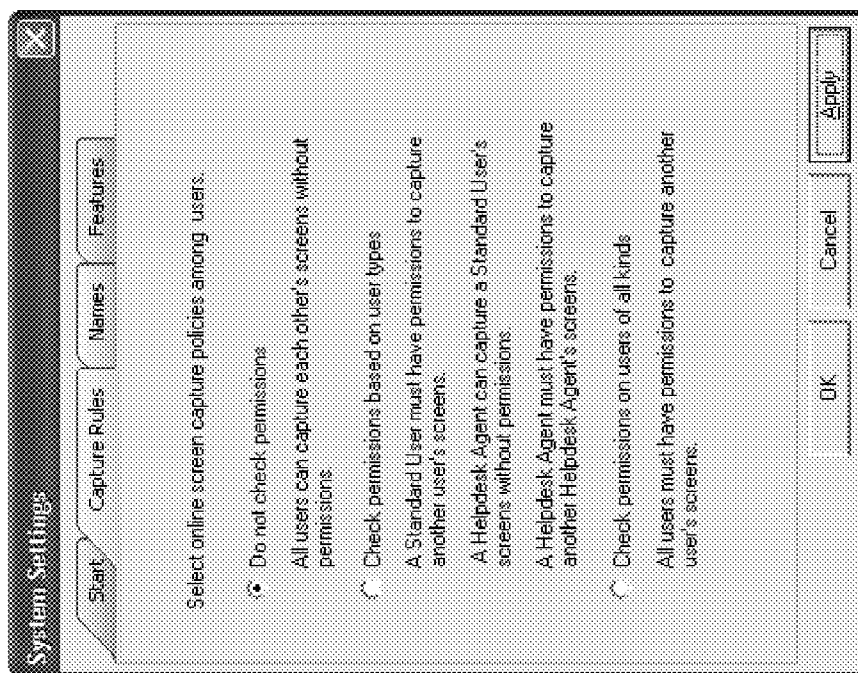 System Settings
Start
Capture Rules
Names
Features
Select online screen capture policies among users.
Do not check permissions
All users can capture each other's screens without
permissions.
Check permissions based on user types
A Standard User must have permissions to capture
another user's screens.
A Helpdesk Agent can capture a Standard User's
screens without permissions.
A Helpdesk Agent must have permissions to capture
another Helpdesk Agent's screens.
Check permissions on users of all kinds
All users must have permissions to capture another
user's screens.
OK
Cancel
Apply